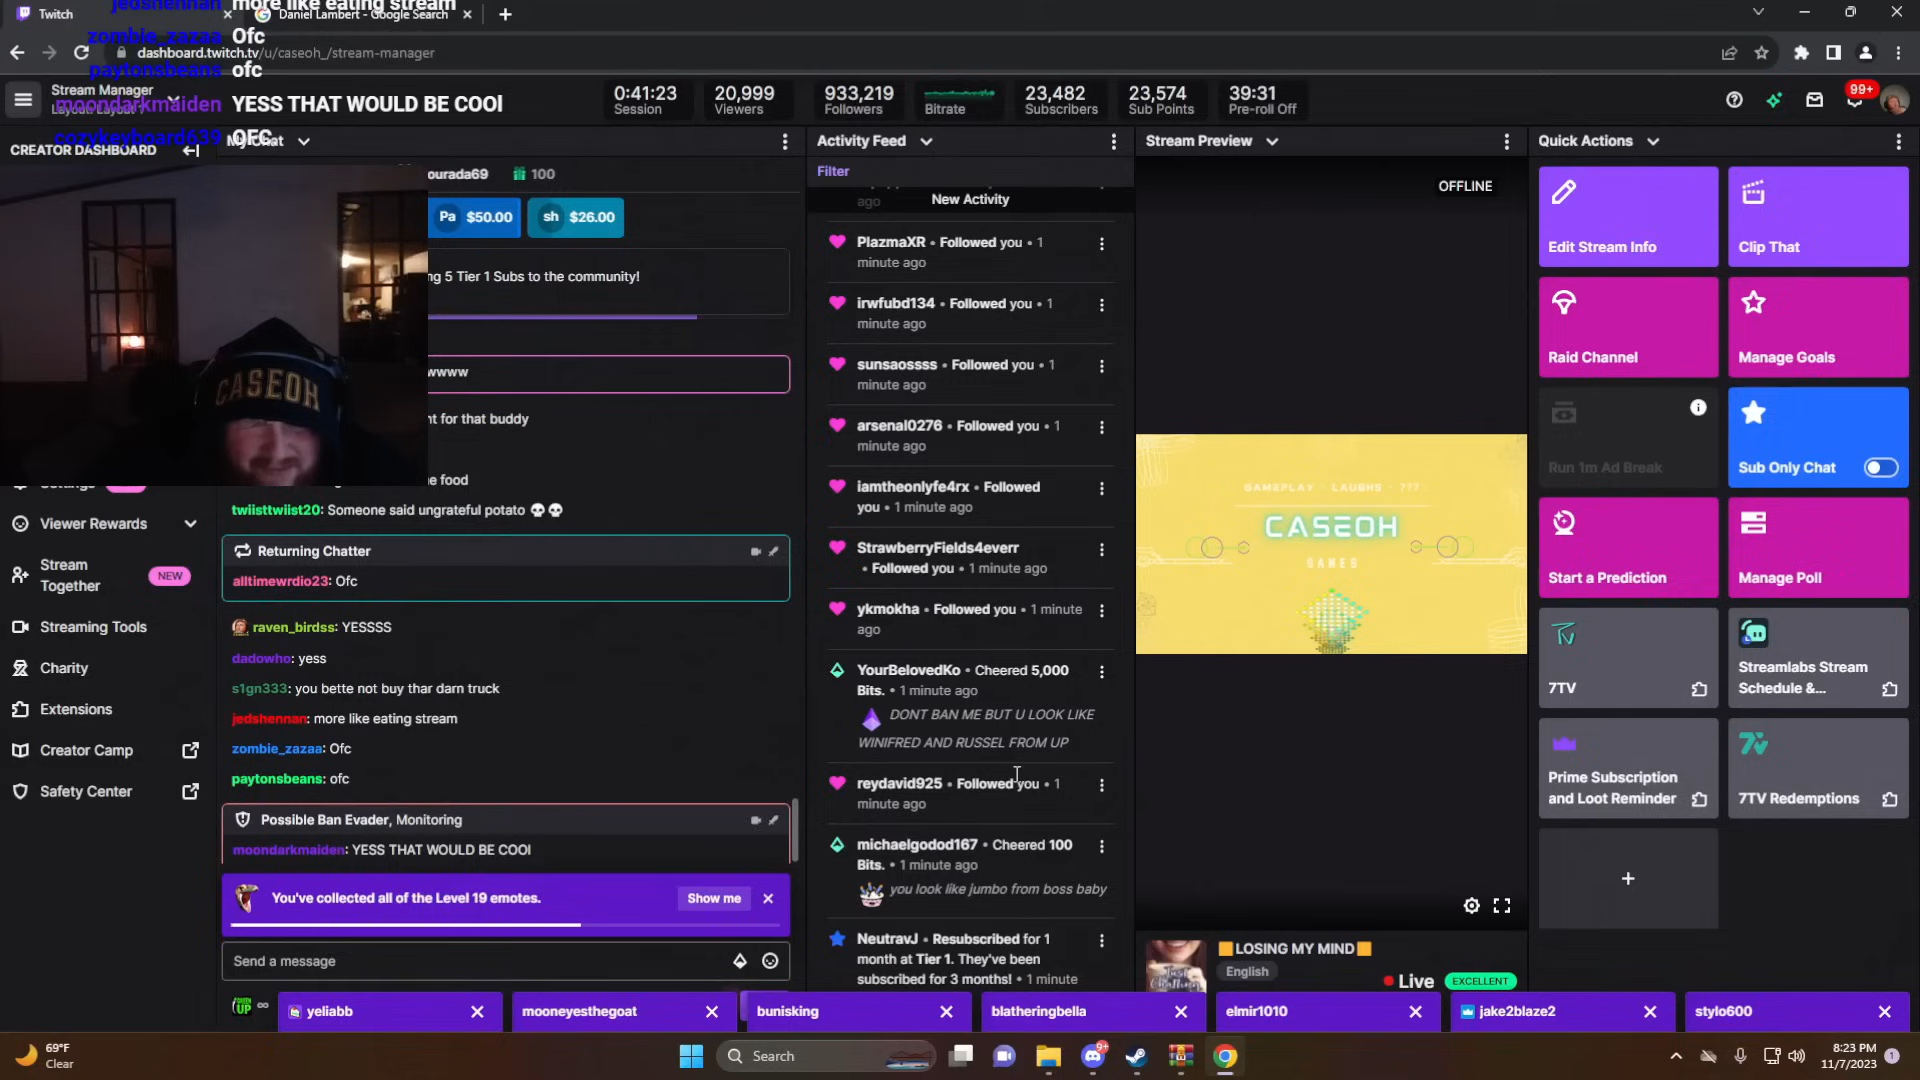 Twitch
Daniel Lambert - Google Search
dashboard.twitch.tv/u/caseoh_/stream-manager
jedshennan more like eating stream
zombie_zazaa Ofc
paytonsbeans ofc
moondarkmaiden YESS THAT WOULD BE COOl
cozykeyboard639 OFC
Stream Manager
0:41:23
Session
20,999
Viewers
933,219
Followers
Bitrate
23,482
Subscribers
23,574
Sub Points
39:31
Pre-roll Off
99+
CREATOR DASHBOARD
Viewer Rewards
Stream Together
NEW
Streaming Tools
Charity
Extensions
Creator Camp
Safety Center
CASEOH
My Chat
ourada69 100
Pa $50.00
sh $26.00
ng 5 Tier 1 Subs to the community!
wwww
nt for that buddy
e food
twiisttwiist20: Someone said ungrateful potato 💀💀
Returning Chatter
alltimewrdio23: Ofc
raven_birdss: YESSSS
dadowho: yess
s1gn333: you bette not buy thar darn truck
jedshennan: more like eating stream
zombie_zazaa: Ofc
paytonsbeans: ofc
Possible Ban Evader, Monitoring
moondarkmaiden: YESS THAT WOULD BE COOl
You've collected all of the Level 19 emotes.
Show me
Send a message
Activity Feed
Filter
ago
New Activity
PlazmaXR • Followed you • 1
minute ago
irwfubd134 • Followed you • 1
minute ago
sunsaossss • Followed you • 1
minute ago
arsenal0276 • Followed you • 1
minute ago
iamtheonlyfe4rx • Followed
you • 1 minute ago
StrawberryFields4everr
• Followed you • 1 minute ago
ykmokha • Followed you • 1 minute
ago
YourBelovedKo • Cheered 5,000
Bits. • 1 minute ago
DONT BAN ME BUT U LOOK LIKE
WINIFRED AND RUSSEL FROM UP
reydavid925 • Followed you • 1
minute ago
michaelgodod167 • Cheered 100
Bits. • 1 minute ago
you look like jumbo from boss baby
NeutravJ • Resubscribed for 1
month at Tier 1. They've been
subscribed for 3 months! • 1 minute
Stream Preview
OFFLINE
GAMEPLAY LAUGHS ???
CASEOH
GAMES
LOSING MY MIND
English
Live
EXCELLENT
Quick Actions
Edit Stream Info
Clip That
Raid Channel
Manage Goals
Run 1m Ad Break
Sub Only Chat
Start a Prediction
Manage Poll
7TV
Streamlabs Stream
Schedule &...
Prime Subscription
and Loot Reminder
7TV Redemptions
+
yeliabb
mooneyesthegoat
bunisking
blatheringbella
elmir1010
jake2blaze2
stylo600
69°F
Clear
Search
9+
8:23 PM
11/7/2023
1